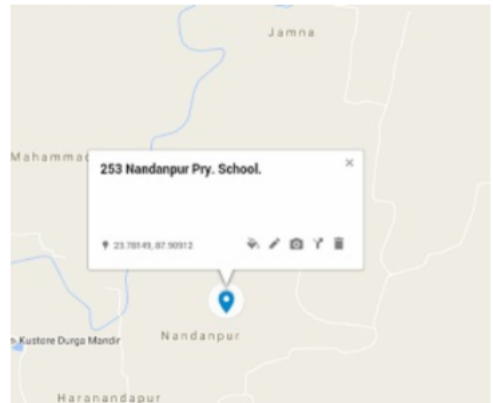 Jamna
Mahammad
253 Nandanpur Pry. School.
23.78149, 87.90912
Nandanpur
Kustore Durga Mandir
Haranandapur